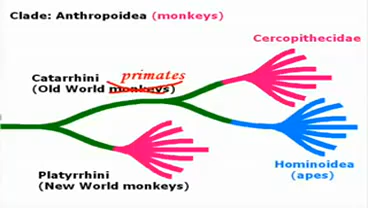 Clade: Anthropoidea (monkeys)
Cercopithecidae
primates
Catarrhini
(Old World monkeys)
Hominoidea
(apes)
Platyrrhini
(New World monkeys)